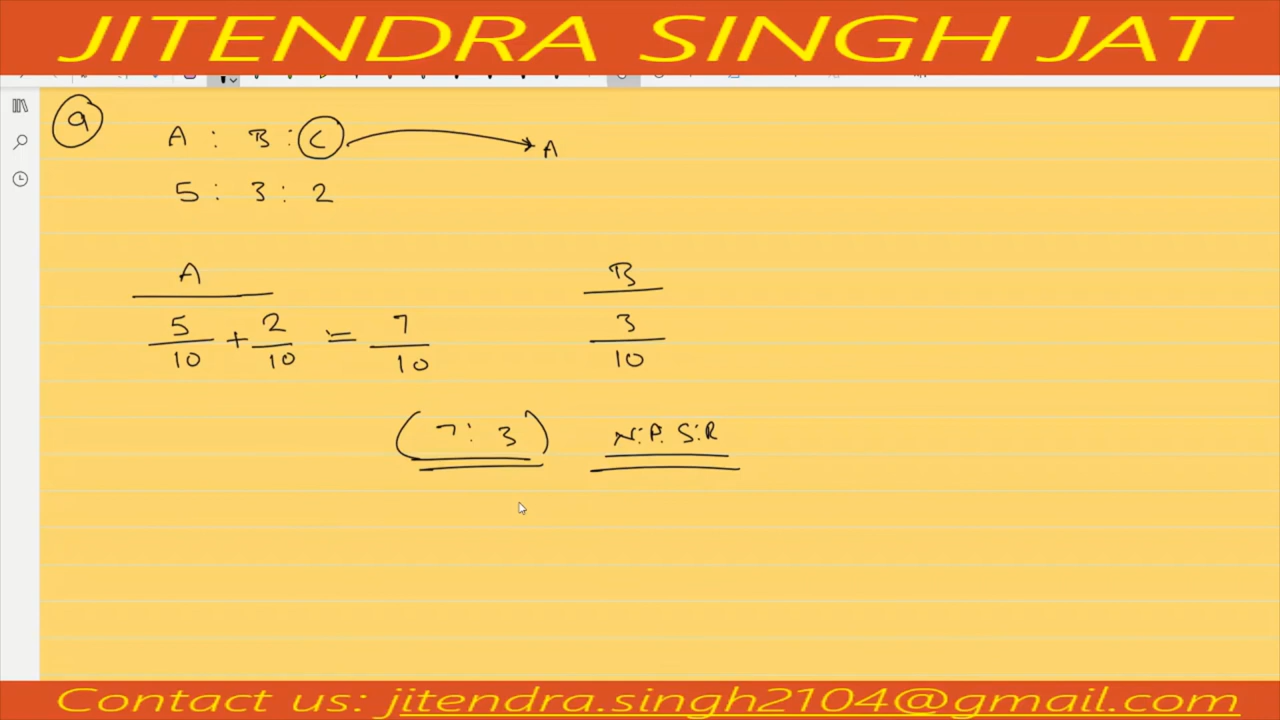 JITENDRA SINGH JAT
a A : B : C → A
5 : 3 : 2
A B
5/10 + 2/10 = 7/10 3/10
(7 : 3) N.P.S.R
Contact us: jitendra.singh2104@gmail.com